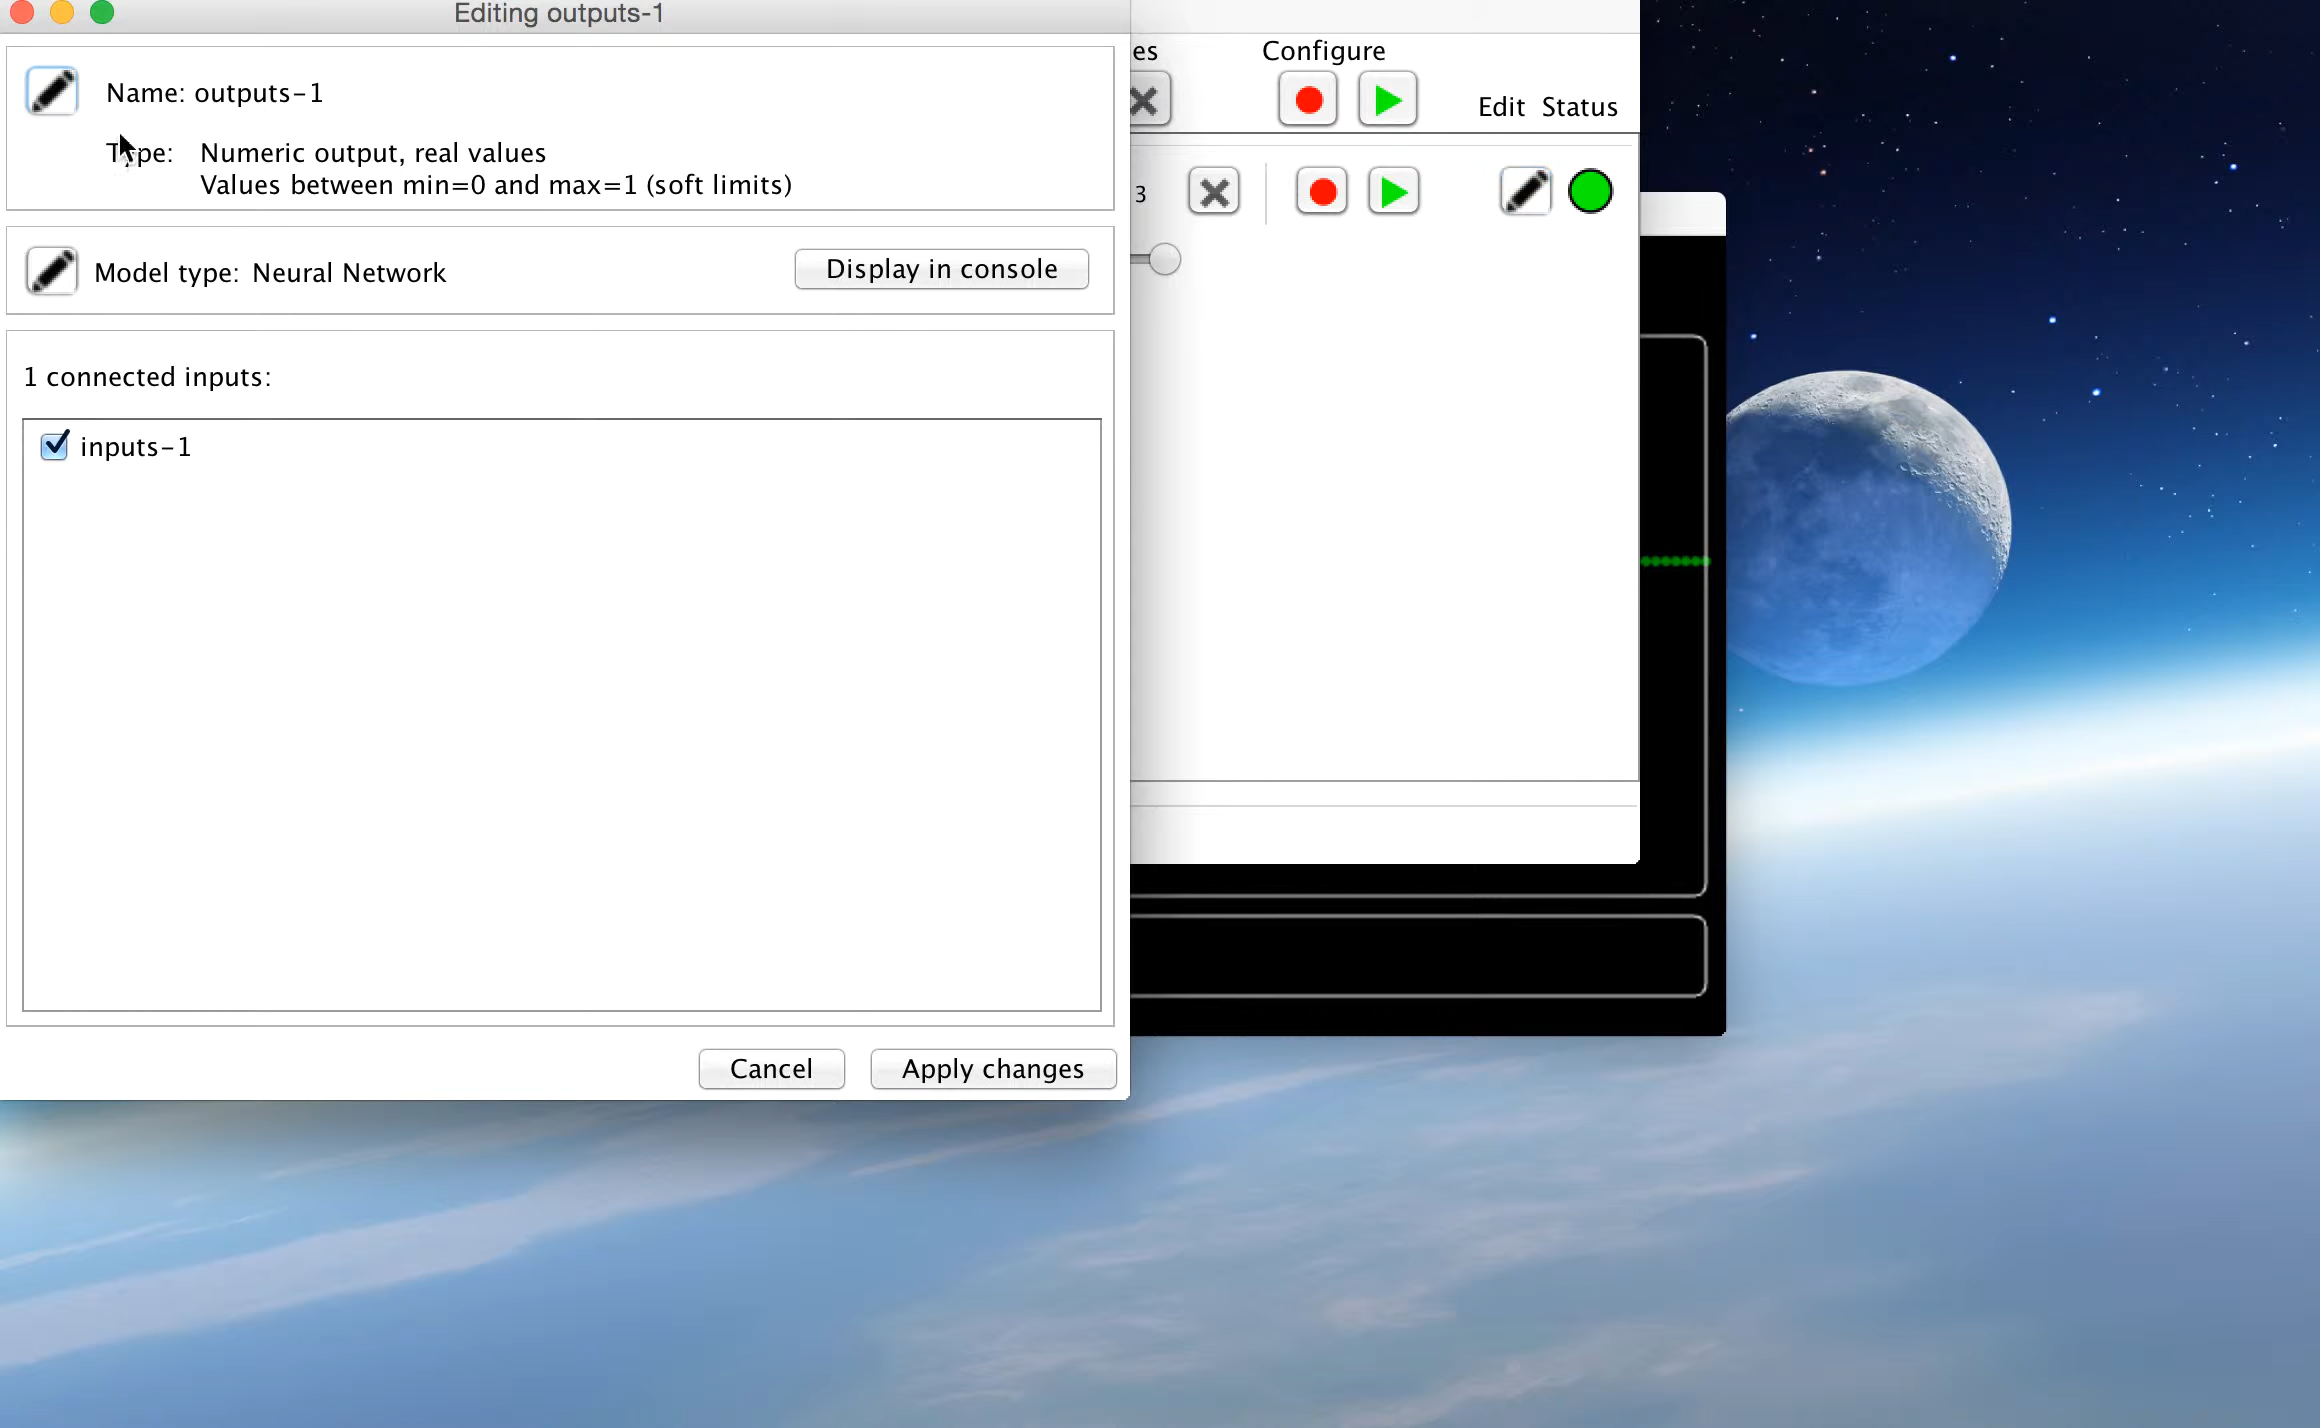 Editing outputs-1
Name: outputs-1
Type: Numeric output, real values
Values between min=0 and max=1 (soft limits)
Model type: Neural Network
Display in console
1 connected inputs:
inputs-1
Cancel
Apply changes
es
Configure
Edit Status
3